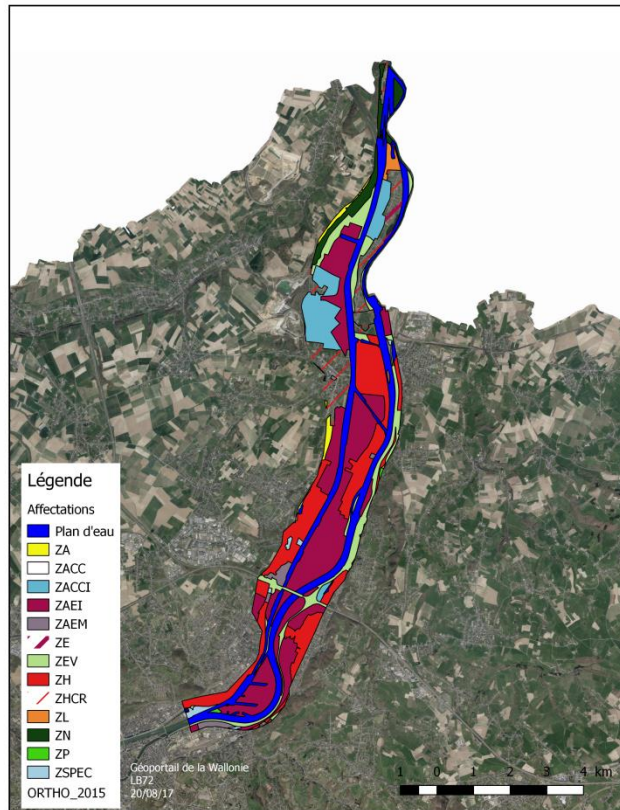 Légende
Affectations
Plan d'eau
ZA
ZACC
ZACCI
ZAEI
ZAEM
ZE
ZEV
ZH
ZHCR
ZL
ZN
ZP
ZSPEC
ORTHO_2015
Géoportail de la Wallonie
LB72
20/08/17
1 0 1 2 3 4 km